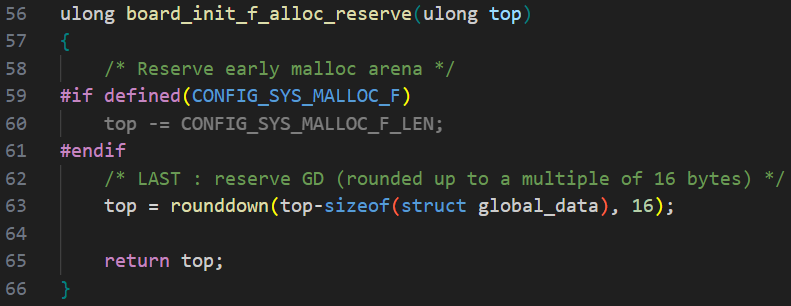 56 ulong board_init_f_alloc_reserve(ulong top)
57 {
58     /* Reserve early malloc arena */
59 #if defined(CONFIG_SYS_MALLOC_F)
60     top -= CONFIG_SYS_MALLOC_F_LEN;
61 #endif
62     /* LAST : reserve GD (rounded up to a multiple of 16 bytes) */
63     top = rounddown(top-sizeof(struct global_data), 16);
64
65     return top;
66 }